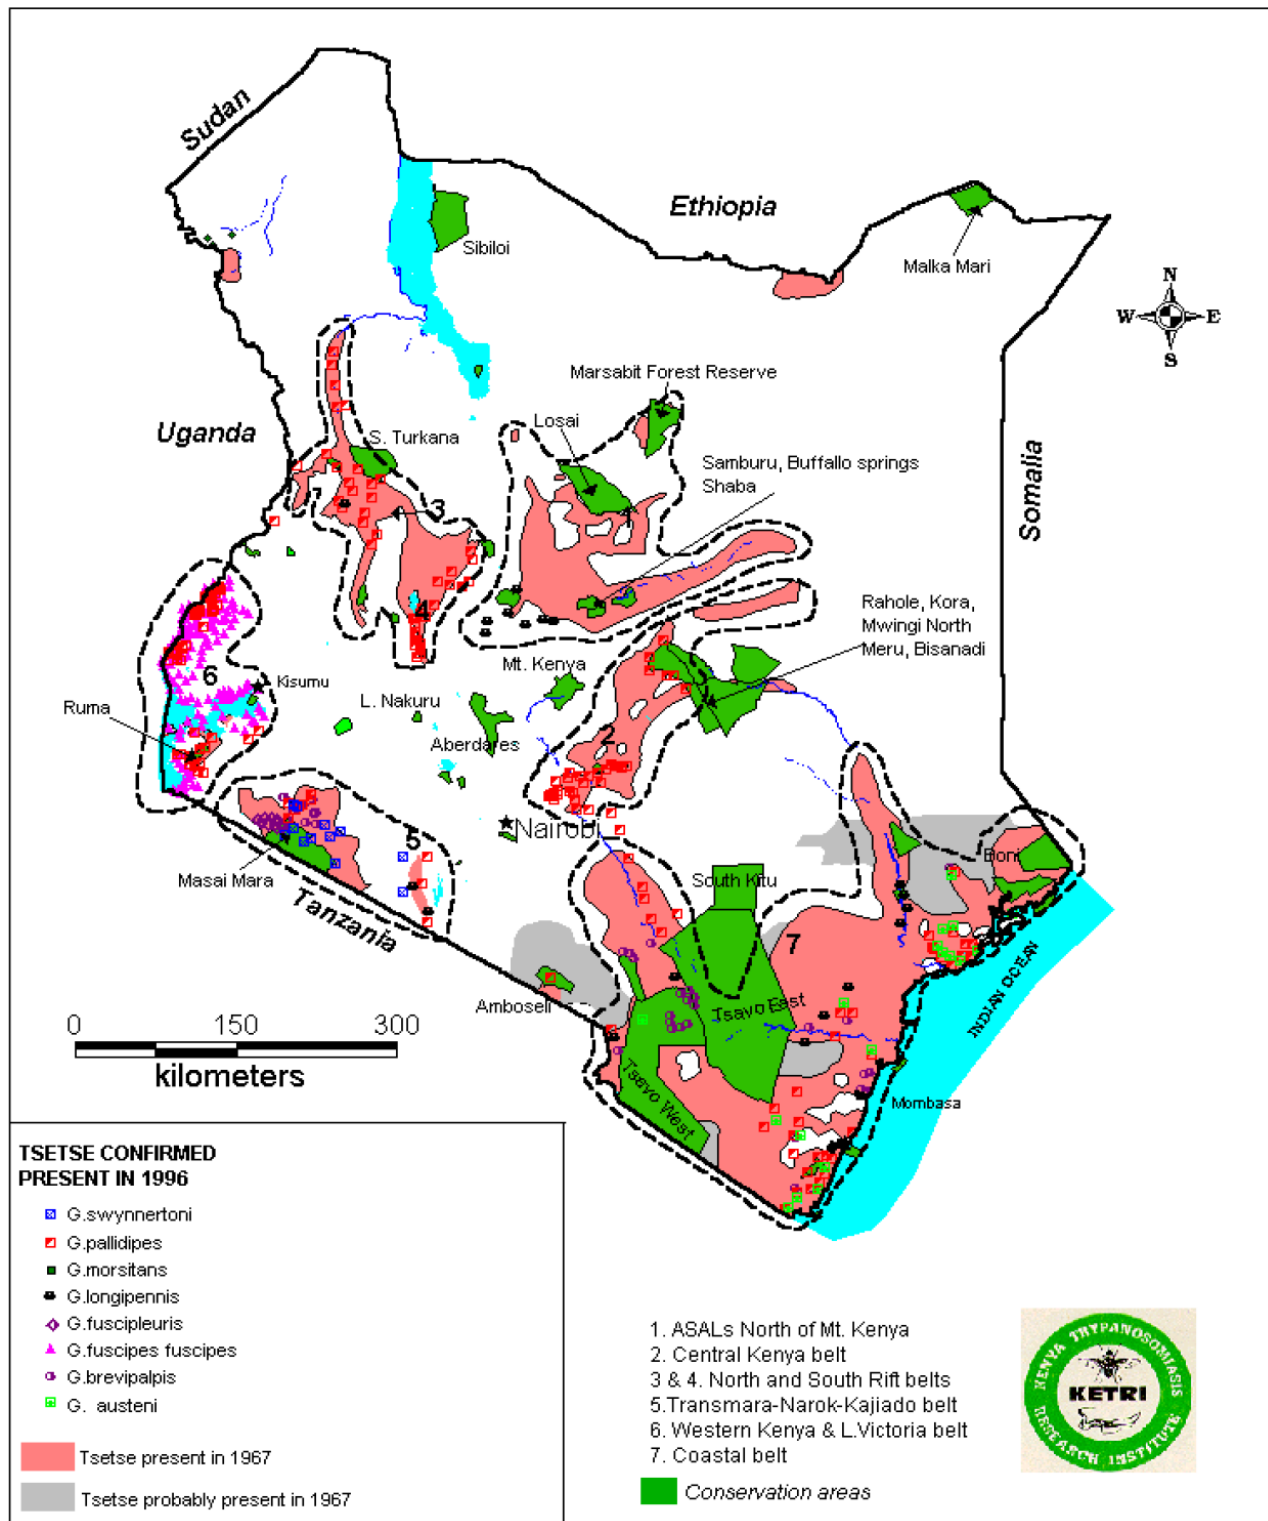 Sudan
Ethiopia
Sibiloi
Malka Mari
N
W
E
S
Marsabit Forest Reserve
Losai
Uganda
S. Turkana
Samburu, Buffallo springs
Shaba
Somalia
1
3
1
4
Rahole, Kora,
Mwingi North
Meru, Bisanadi
Mt. Kenya
6
Kisumu
Ruma
L. Nakuru
Aberdares
2
Nairobi
5
Boni
Masai Mara
South Kitu
Tanzania
7
Amboseli
Tsavo East
INDIAN OCEAN
0 150 300
kilometers
Tsavo West
Mombasa
TSETSE CONFIRMED
PRESENT IN 1996
G.swynnertoni
G.pallidipes
G.morsitans
G.longipennis
G.fuscipleuris
G.fuscipes fuscipes
G.brevipalpis
G. austeni
Tsetse present in 1967
Tsetse probably present in 1967
1. ASALs North of Mt. Kenya
2. Central Kenya belt
3 & 4. North and South Rift belts
5.Transmara-Narok-Kajiado belt
6. Western Kenya & L.Victoria belt
7. Coastal belt
Conservation areas
KENYA TRYPANOSOMIASIS
KETRI
RESEARCH INSTITUTE